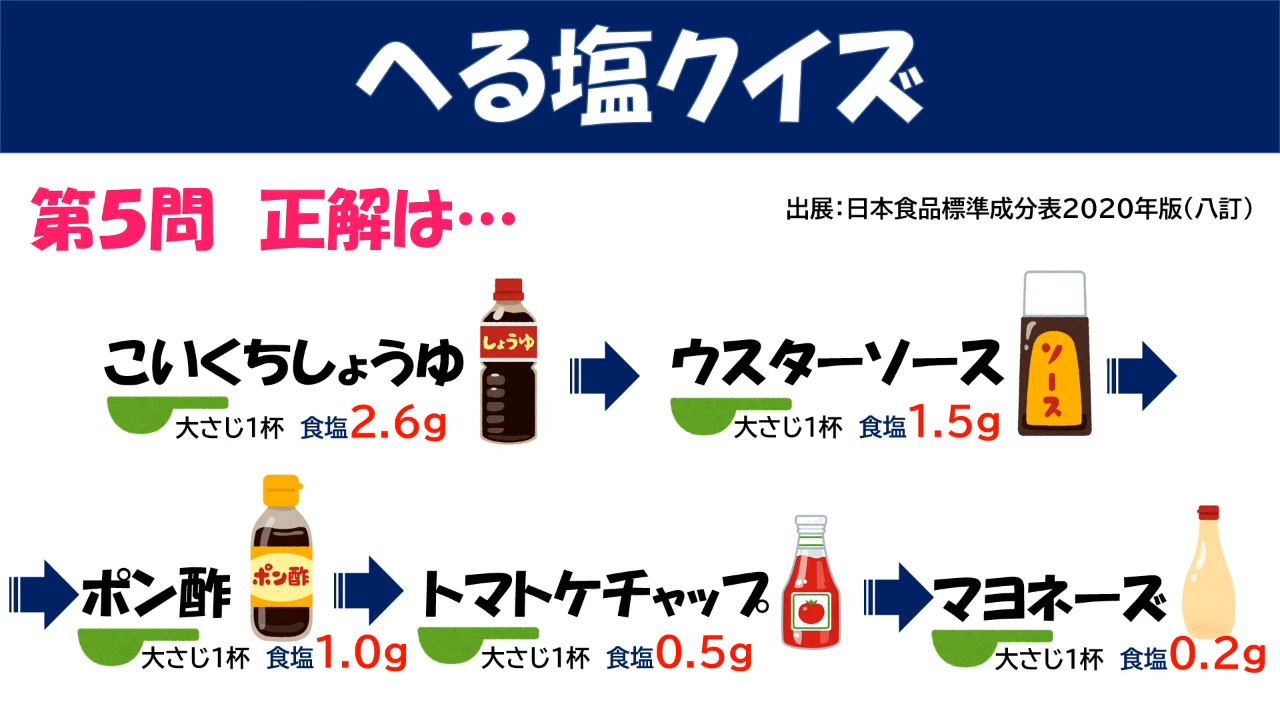 へる塩クイズ
第5問 正解は…
出展：日本食品標準成分表2020年版（八訂）
こいくちしょうゆ
しょうゆ
大さじ1杯 食塩2.6g
ウスターソース
ソース
大さじ1杯 食塩1.5g
ポン酢
ポン酢
大さじ1杯 食塩1.0g
トマトケチャップ
大さじ1杯 食塩0.5g
マヨネーズ
大さじ1杯 食塩0.2g